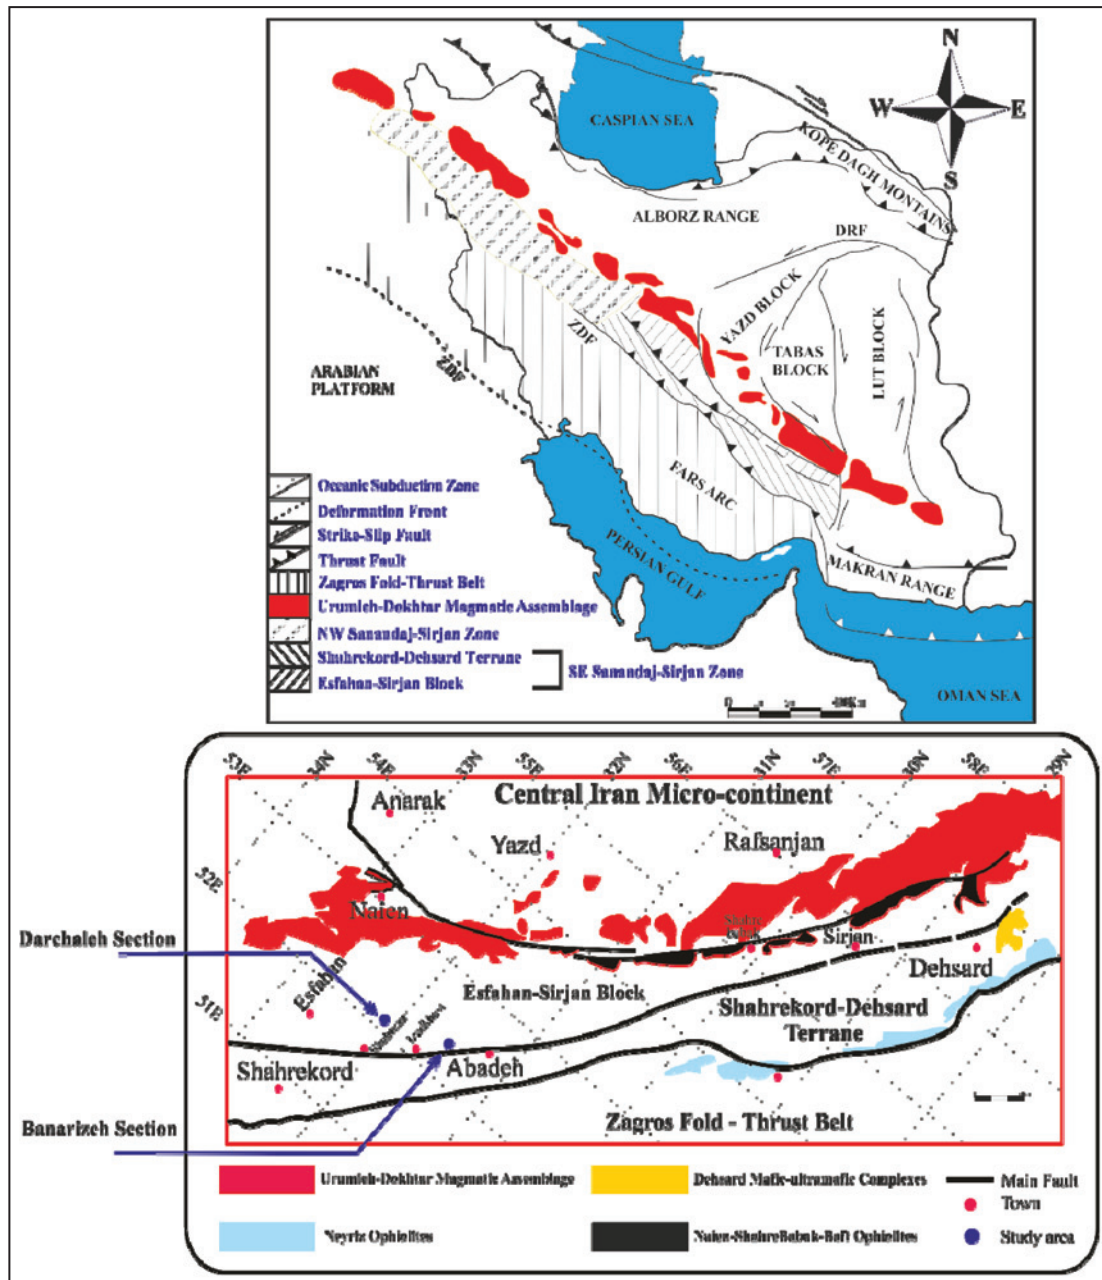 N
W
E
S
CASPIAN SEA
KOPE DAGH MONTAINS
ALBORZ RANGE
DRF
YAZD BLOCK
TABAS
BLOCK
LUT BLOCK
ZDF
ARABIAN
PLATFORM
ZDF
FARS ARC
PERSIAN GULF
MAKRAN RANGE
OMAN SEA
Oceanic Subduction Zone
Deformation Front
Strike-Slip Fault
Thrust Fault
Zagros Fold-Thrust Belt
Urumieh-Dokhtar Magmatic Assemblage
NW Sanandaj-Sirjan Zone
Shahrekord-Dehsard Terrane
Esfahan-Sirjan Block
SE Sanandaj-Sirjan Zone
0
53E
34N
54E
33N
55E
32N
56E
31N
57E
30N
58E
29N
Anarak
Central Iran Micro-continent
Yazd
Rafsanjan
32E
Naien
Sirjan
Darchaleh Section
Esfahan
Esfahan-Sirjan Block
Dehsard
31E
Shahrekord-Dehsard
Terrane
Shahrekord
Abadeh
Banarizeh Section
Zagros Fold - Thrust Belt
Urumieh-Dokhtar Magmatic Assemblage
Dehsard Mafic-ultramafic Complexes
Main Fault
Town
Neyriz Ophiolites
Naien-ShahreBabak-Baft Ophiolites
Study area